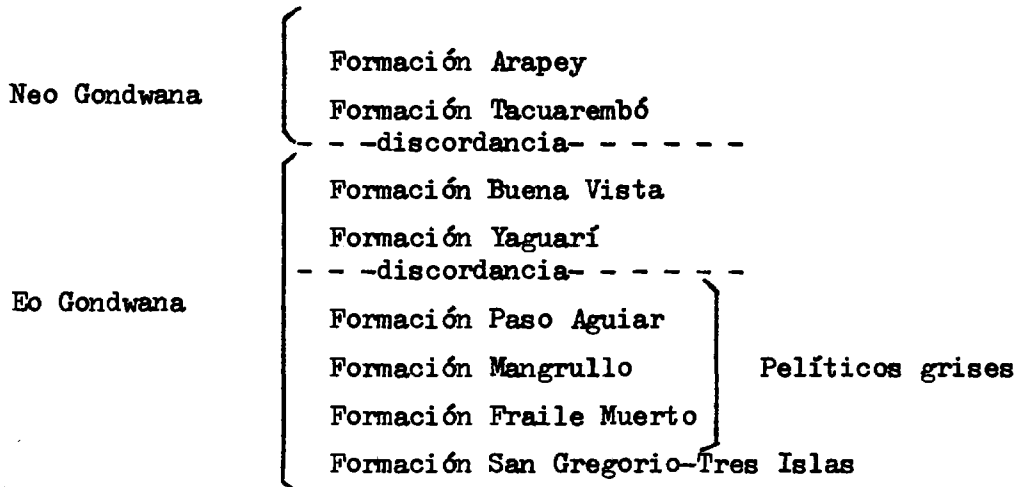 Formación Arapey
Neo Gondwana
Formación Tacuarembó
- - -discordancia- - - - - -
Formación Buena Vista
Formación Yaguarí
- - -discordancia- - - - - -
Eo Gondwana
Formación Paso Aguiar
Formación Mangrullo Pelíticos grises
Formación Fraile Muerto
Formación San Gregorio-Tres Islas